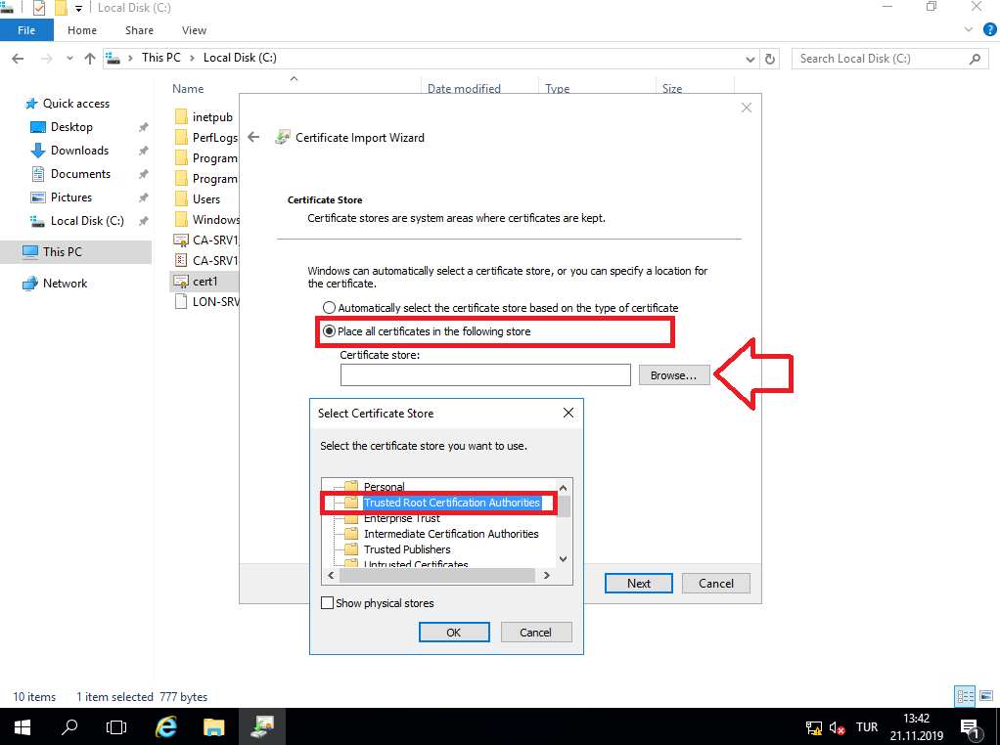 Local Disk (C:)
File
Home
Share
View
?
This PC
Local Disk (C:)
Search Local Disk (C:)
Quick access
Desktop
Downloads
Documents
Pictures
Local Disk (C:)
This PC
Network
Name
Date modified
Type
Size
inetpub
PerfLogs
Program
Program
Users
Windows
CA-SRV1
CA-SRV1
cert1
LON-SRV
Certificate Import Wizard
Certificate Store
Certificate stores are system areas where certificates are kept.
Windows can automatically select a certificate store, or you can specify a location for
the certificate.
Automatically select the certificate store based on the type of certificate
Place all certificates in the following store
Certificate store:
Browse...
Select Certificate Store
Select the certificate store you want to use.
Personal
Trusted Root Certification Authorities
Enterprise Trust
Intermediate Certification Authorities
Trusted Publishers
Untrusted Certificates
Show physical stores
OK
Cancel
Next
Cancel
10 items
1 item selected
777 bytes
TUR
13:42
21.11.2019
1